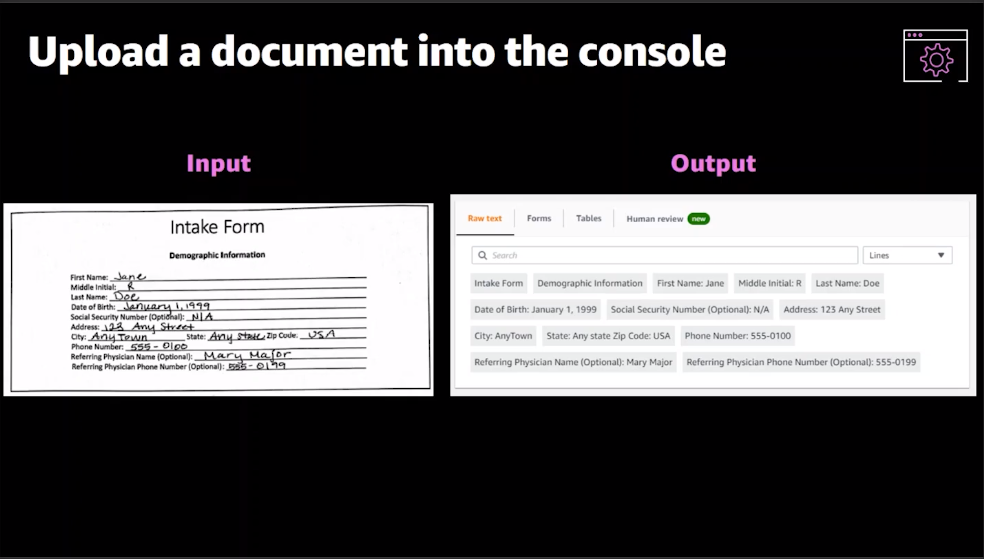 Upload a document into the console
Input
Output
Intake Form
Demographic Information
First Name: Jane
Middle Initial: R
Last Name: Doe
Date of Birth: January 1, 1999
Social Security Number (Optional): N/A
Address: 123 Any Street
City: AnyTown State: Any state Zip Code: USA
Phone Number: 555-0100
Referring Physician Name (Optional): Mary Major
Referring Physician Phone Number (Optional): 555-0199
Raw text Forms Tables Human review new
Search Lines
Intake Form Demographic Information First Name: Jane Middle Initial: R Last Name: Doe
Date of Birth: January 1, 1999 Social Security Number (Optional): N/A Address: 123 Any Street
City: AnyTown State: Any state Zip Code: USA Phone Number: 555-0100
Referring Physician Name (Optional): Mary Major Referring Physician Phone Number (Optional): 555-0199